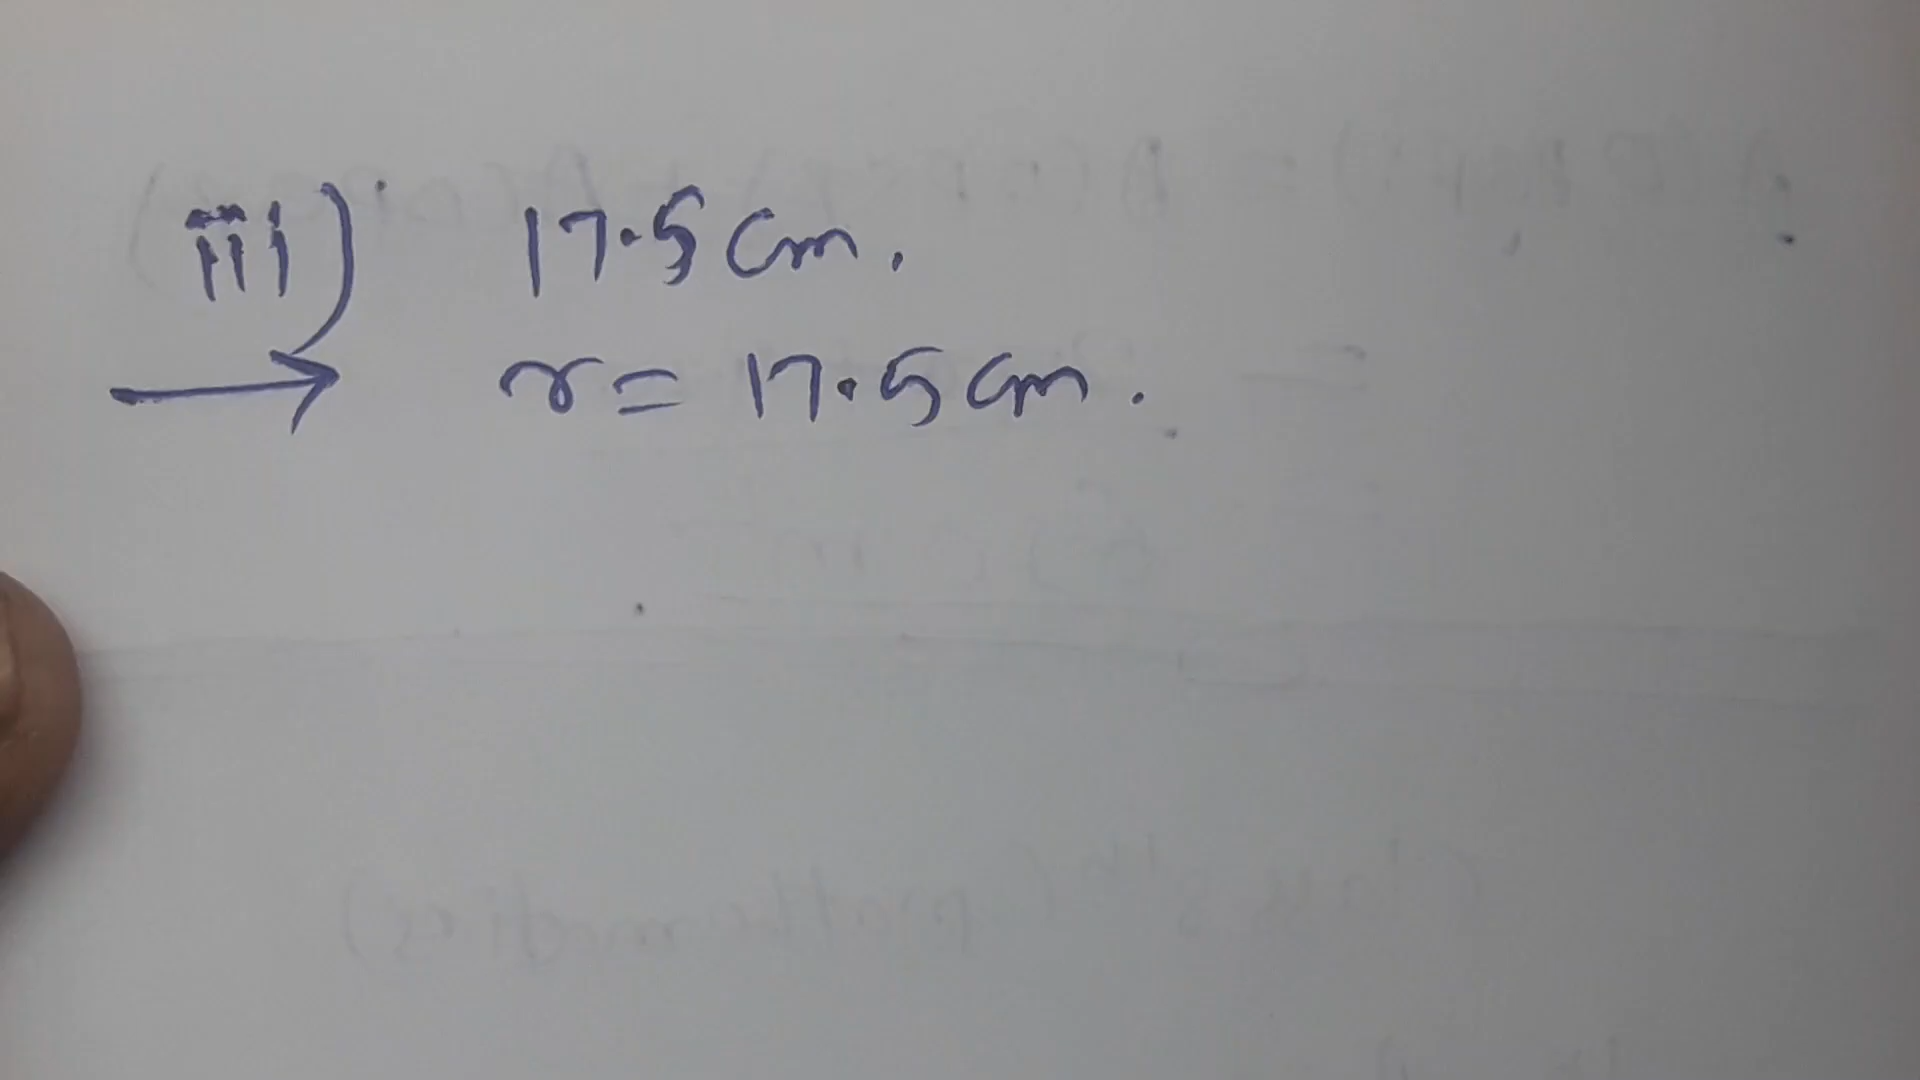 iii) 17.5 cm.
→ r = 17.5 cm.